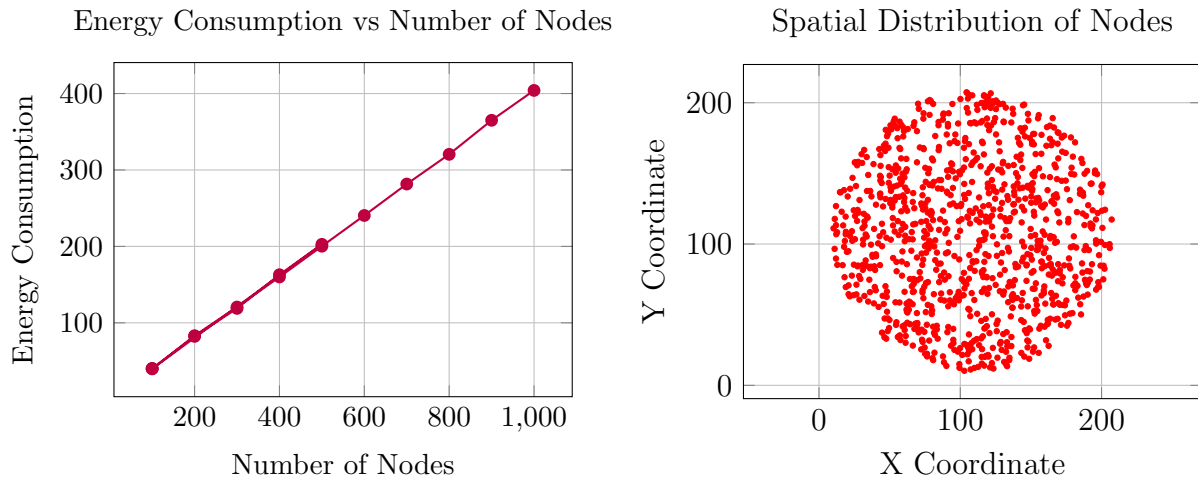 Energy Consumption vs Number of Nodes
Energy Consumption
400
300
200
100
200
400
600
800
1,000
Number of Nodes
Spatial Distribution of Nodes
Y Coordinate
200
100
0
0
100
200
X Coordinate